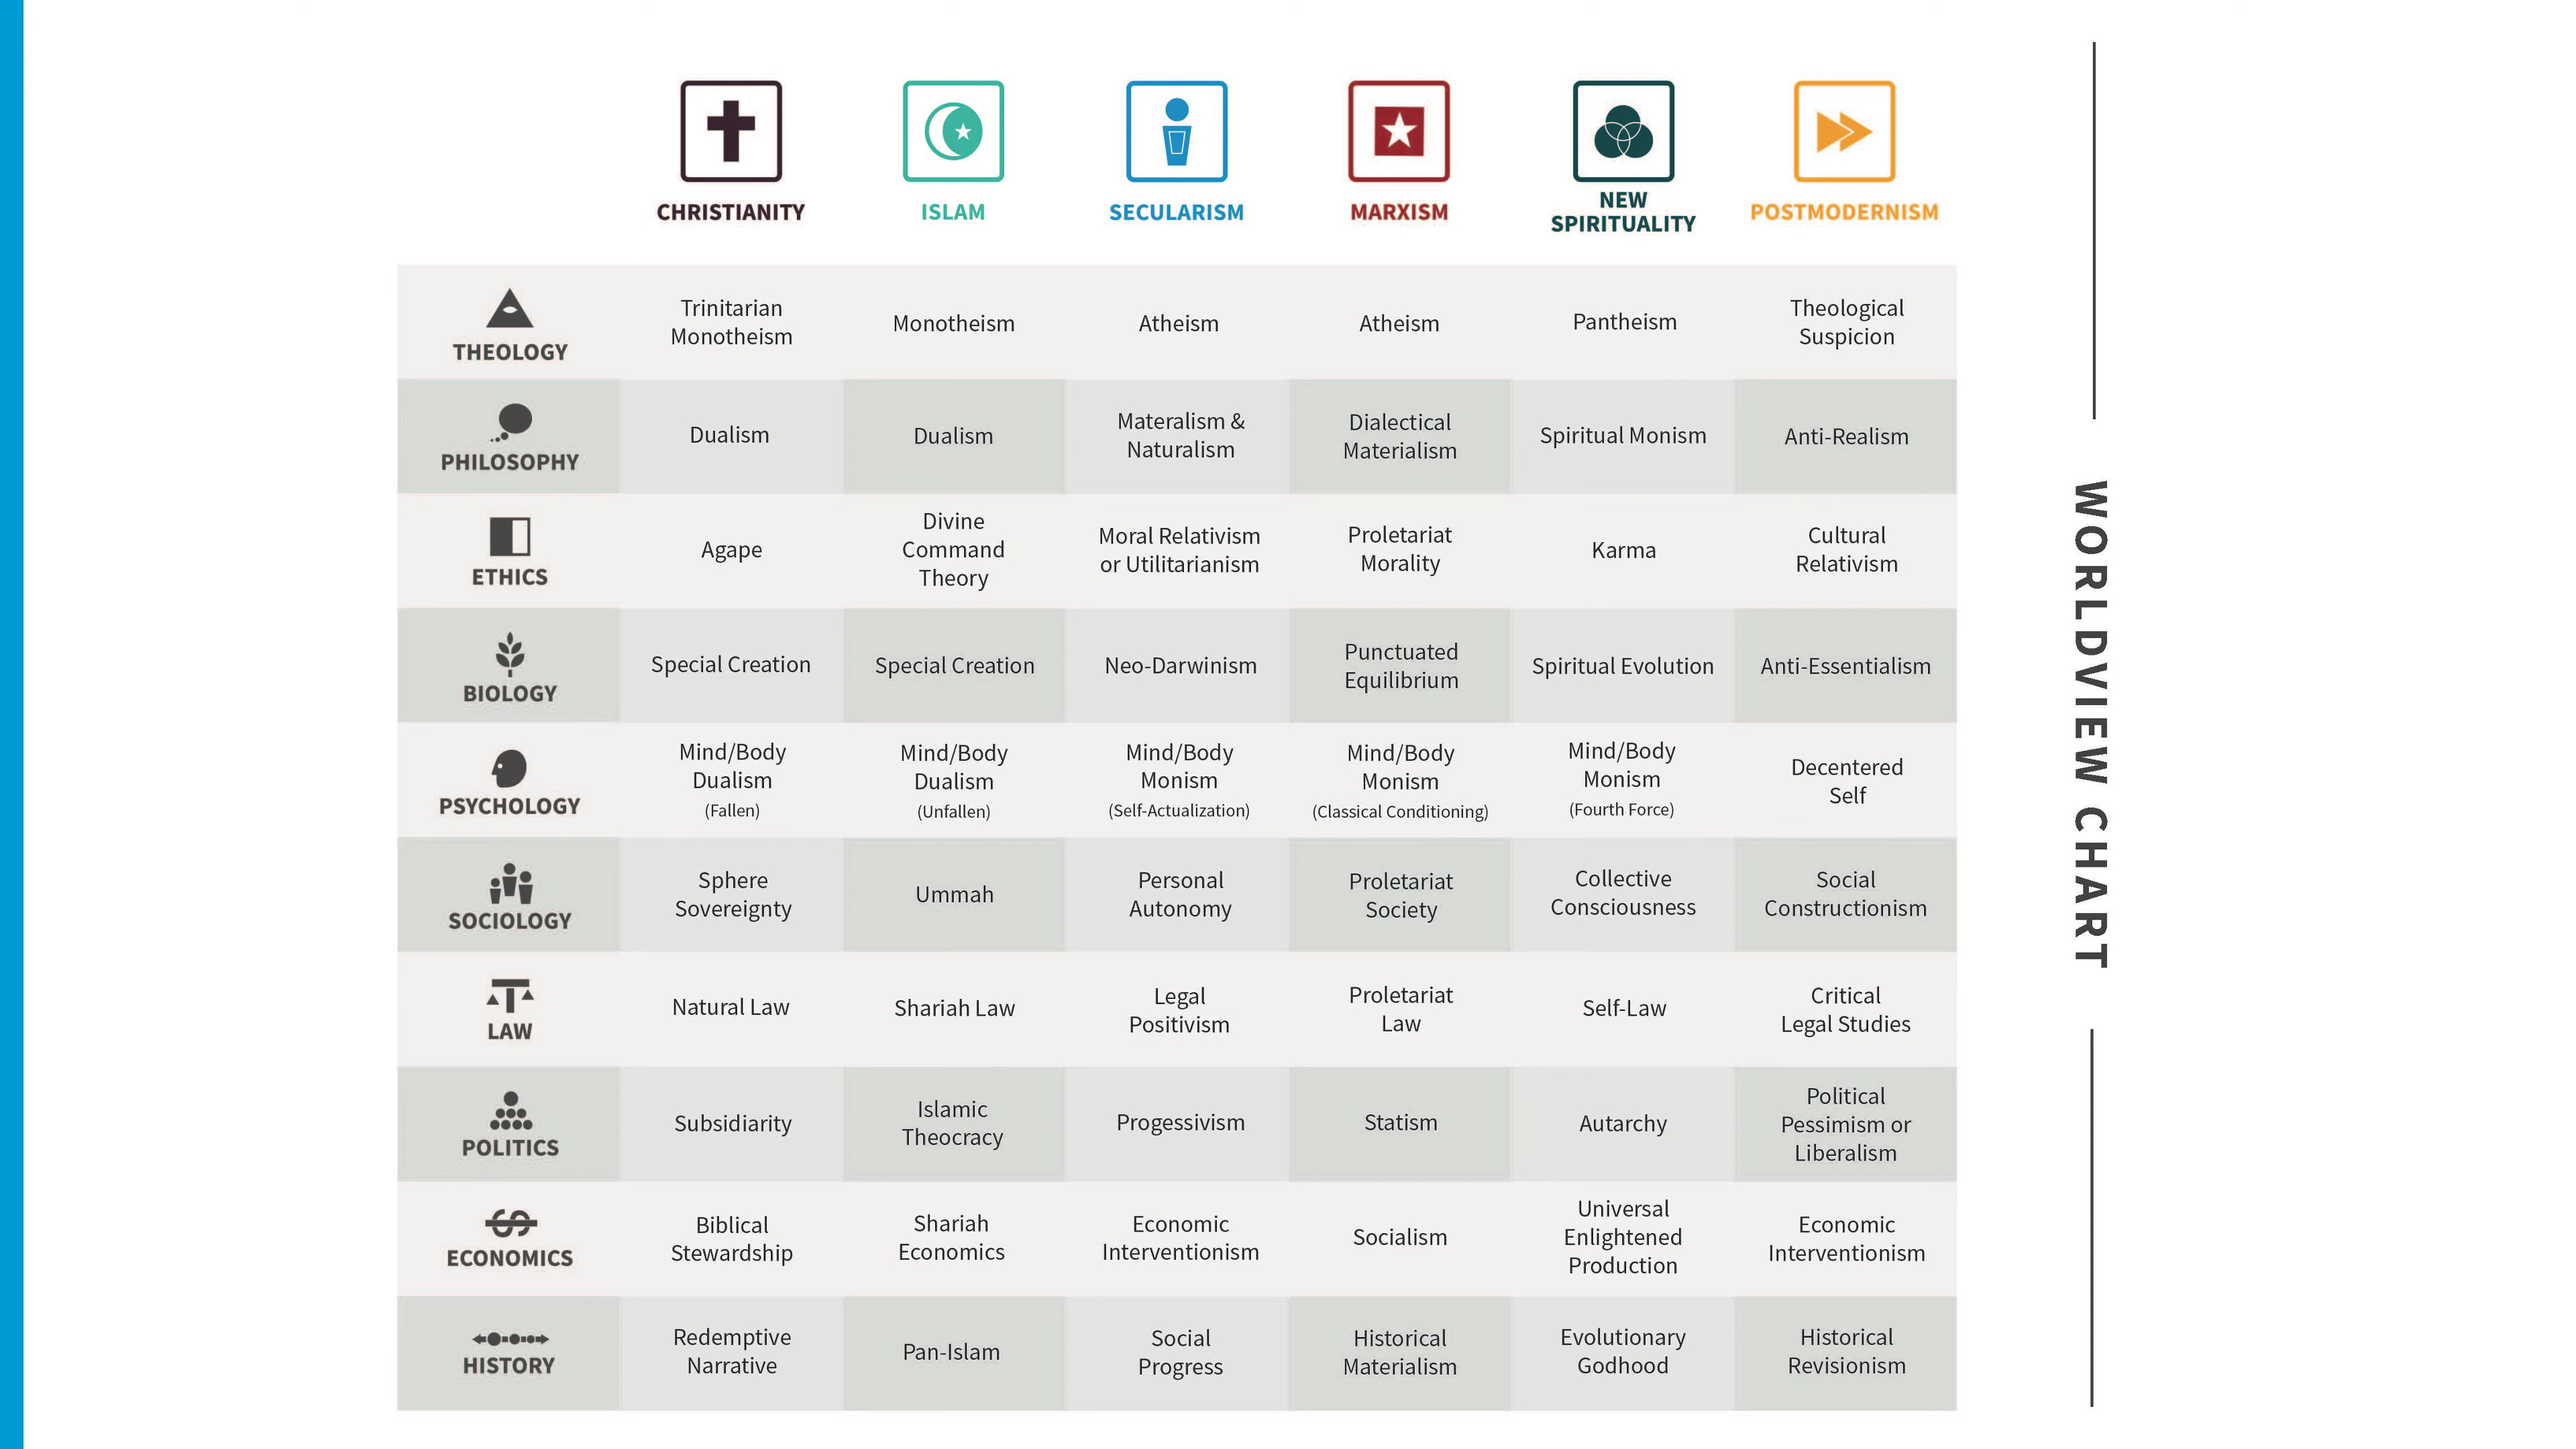 CHRISTIANITY
ISLAM
SECULARISM
MARXISM
NEW
SPIRITUALITY
POSTMODERNISM
THEOLOGY
Trinitarian
Monotheism
Monotheism
Atheism
Atheism
Pantheism
Theological
Suspicion
PHILOSOPHY
Dualism
Dualism
Materalism &
Naturalism
Dialectical
Materialism
Spiritual Monism
Anti-Realism
ETHICS
Agape
Divine
Command
Theory
Moral Relativism
or Utilitarianism
Proletariat
Morality
Karma
Cultural
Relativism
BIOLOGY
Special Creation
Special Creation
Neo-Darwinism
Punctuated
Equilibrium
Spiritual Evolution
Anti-Essentialism
PSYCHOLOGY
Mind/Body
Dualism
(Fallen)
Mind/Body
Dualism
(Unfallen)
Mind/Body
Monism
(Self-Actualization)
Mind/Body
Monism
(Classical Conditioning)
Mind/Body
Monism
(Fourth Force)
Decentered
Self
SOCIOLOGY
Sphere
Sovereignty
Ummah
Personal
Autonomy
Proletariat
Society
Collective
Consciousness
Social
Constructionism
LAW
Natural Law
Shariah Law
Legal
Positivism
Proletariat
Law
Self-Law
Critical
Legal Studies
POLITICS
Subsidiarity
Islamic
Theocracy
Progessivism
Statism
Autarchy
Political
Pessimism or
Liberalism
ECONOMICS
Biblical
Stewardship
Shariah
Economics
Economic
Interventionism
Socialism
Universal
Enlightened
Production
Economic
Interventionism
HISTORY
Redemptive
Narrative
Pan-Islam
Social
Progress
Historical
Materialism
Evolutionary
Godhood
Historical
Revisionism
WORLDVIEW CHART